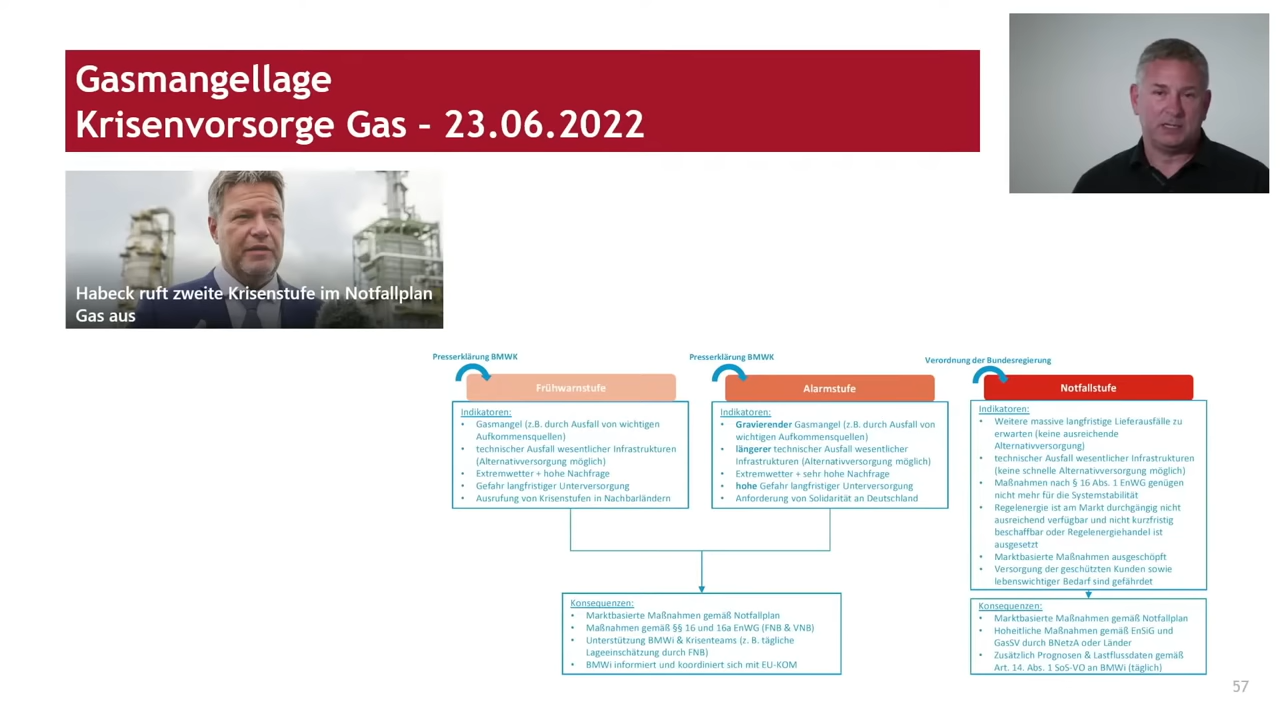 Gasmangellage
Krisenvorsorge Gas – 23.06.2022
Habeck ruft zweite Krisenstufe im Notfallplan
Gas aus
Presserklärung BMWK
Frühwarnstufe
Indikatoren:
• Gasmangel (z.B. durch Ausfall von wichtigen
Aufkommensquellen)
• technischer Ausfall wesentlicher Infrastrukturen
(Alternativversorgung möglich)
• Extremwetter + hohe Nachfrage
• Gefahr langfristiger Unterversorgung
• Ausrufung von Krisenstufen in Nachbarländern
Presserklärung BMWK
Alarmstufe
Indikatoren:
• Gravierender Gasmangel (z.B. durch Ausfall von
wichtigen Aufkommensquellen)
• längerer technischer Ausfall wesentlicher
Infrastrukturen (Alternativversorgung möglich)
• Extremwetter + sehr hohe Nachfrage
• hohe Gefahr langfristiger Unterversorgung
• Anforderung von Solidarität an Deutschland
Konsequenzen:
• Marktbasierte Maßnahmen gemäß Notfallplan
• Maßnahmen gemäß §§ 16 und 16a EnWG (FNB & VNB)
• Unterstützung BMWi & Krisenteams (z. B. tägliche
Lageeinschätzung durch FNB)
• BMWi informiert und koordiniert sich mit EU-KOM
Verordnung der Bundesregierung
Notfallstufe
Indikatoren:
• Weitere massive langfristige Lieferausfälle zu
erwarten (keine ausreichende
Alternativversorgung)
• technischer Ausfall wesentlicher Infrastrukturen
(keine schnelle Alternativversorgung möglich)
• Maßnahmen nach § 16 Abs. 1 EnWG genügen
nicht mehr für die Systemstabilität
• Regelenergie ist am Markt durchgängig nicht
ausreichend verfügbar und nicht kurzfristig
beschaffbar oder Regelenergiehandel ist
ausgesetzt
• Marktbasierte Maßnahmen ausgeschöpft
• Versorgung der geschützten Kunden sowie
lebenswichtiger Bedarf sind gefährdet
Konsequenzen:
• Marktbasierte Maßnahmen gemäß Notfallplan
• Hoheitliche Maßnahmen gemäß EnSiG und
GasSV durch BNetzA oder Länder
• Zusätzlich Prognosen & Lastflussdaten gemäß
Art. 14. Abs. 1 SoS-VO an BMWi (täglich)
57